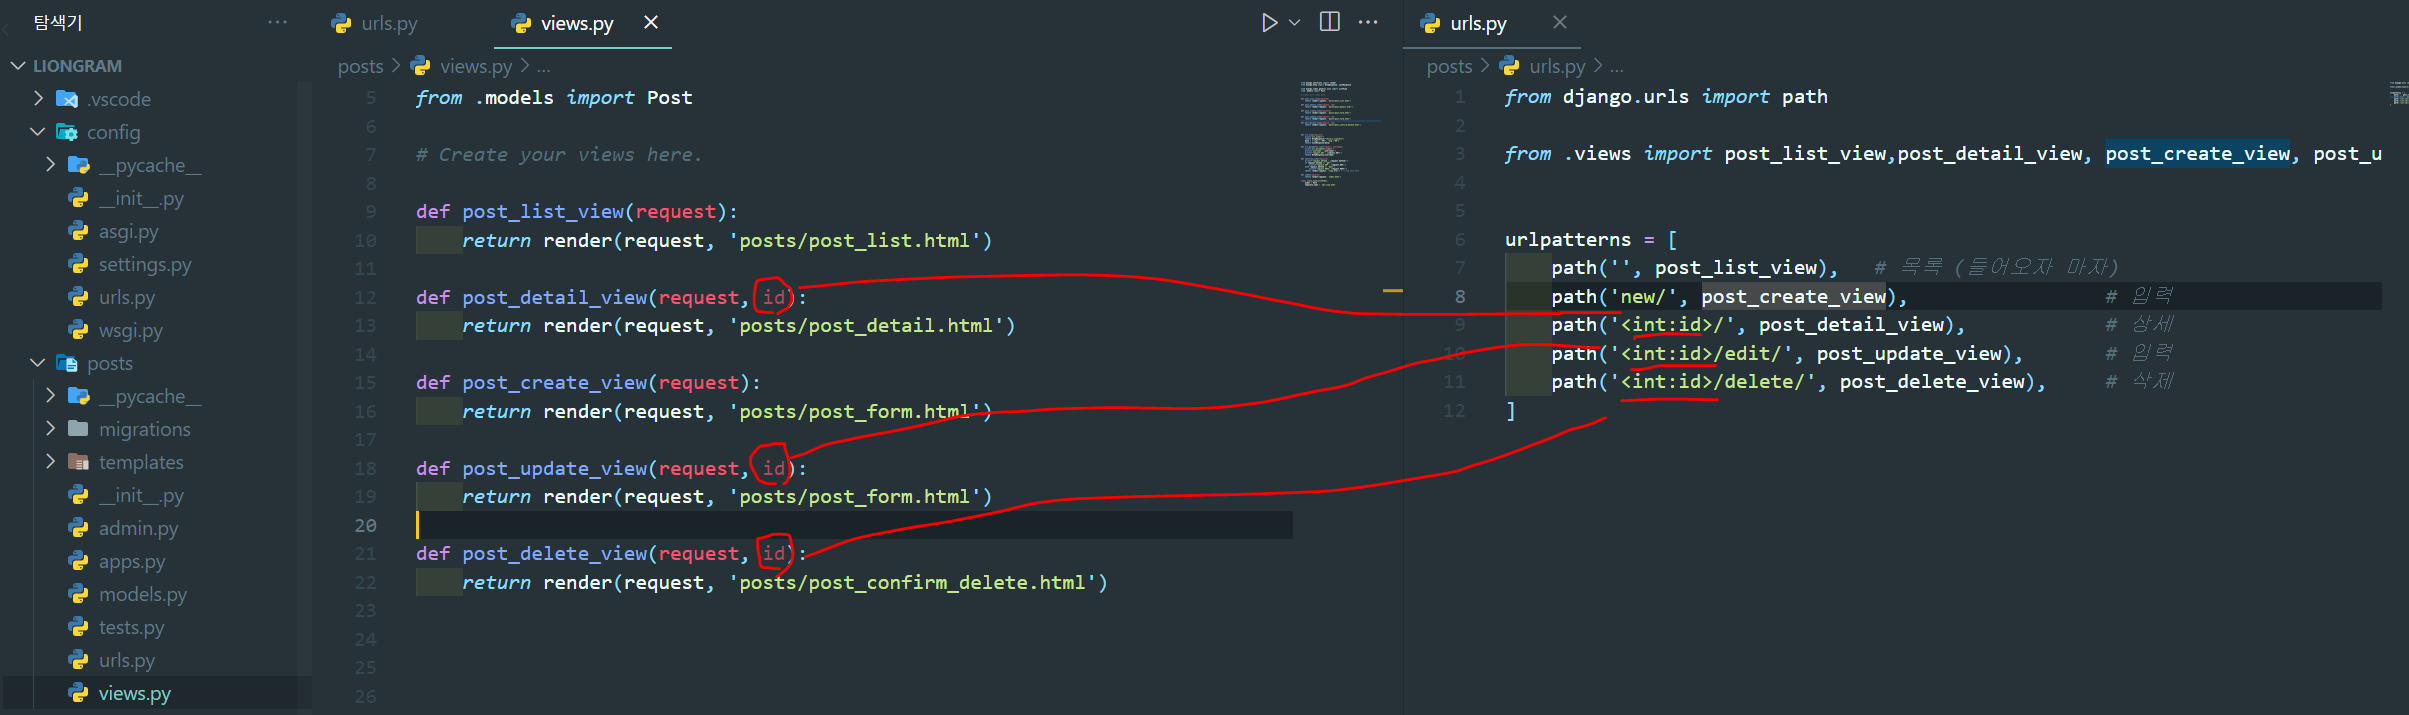 탐색기
LIONGRAM
.vscode
config
__pycache__
__init__.py
asgi.py
settings.py
urls.py
wsgi.py
posts
__pycache__
migrations
templates
__init__.py
admin.py
apps.py
models.py
tests.py
urls.py
views.py
urls.py
views.py
posts > views.py > ...
5 from .models import Post
6
7 # Create your views here.
8
9 def post_list_view(request):
10 return render(request, 'posts/post_list.html')
11
12 def post_detail_view(request, id):
13 return render(request, 'posts/post_detail.html')
14
15 def post_create_view(request):
16 return render(request, 'posts/post_form.html')
17
18 def post_update_view(request, id):
19 return render(request, 'posts/post_form.html')
20
21 def post_delete_view(request, id):
22 return render(request, 'posts/post_confirm_delete.html')
23
24
25
26
urls.py
posts > urls.py > ...
1 from django.urls import path
2
3 from .views import post_list_view,post_detail_view, post_create_view, post_u
4
5
6 urlpatterns = [
7 path('', post_list_view), # 목록 (들어오자 마자)
8 path('new/', post_create_view), # 입력
9 path('<int:id>/', post_detail_view), # 상세
10 path('<int:id>/edit/', post_update_view), # 입력
11 path('<int:id>/delete/', post_delete_view), # 삭제
12 ]